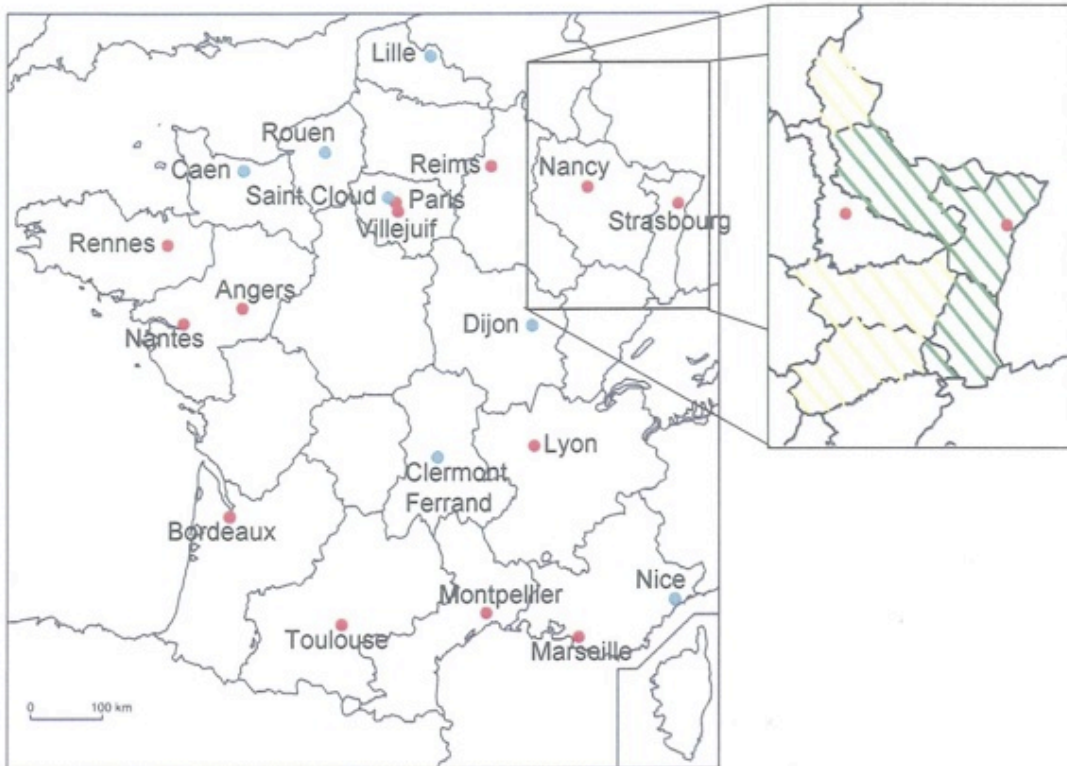 Lille
Rouen
Caen
Reims
Nancy
Saint Cloud
Paris
Villejuif
Strasbourg
Rennes
Angers
Nantes
Dijon
Lyon
Clermont
Ferrand
Bordeaux
Nice
Montpellier
Toulouse
Marseille
0
100 km